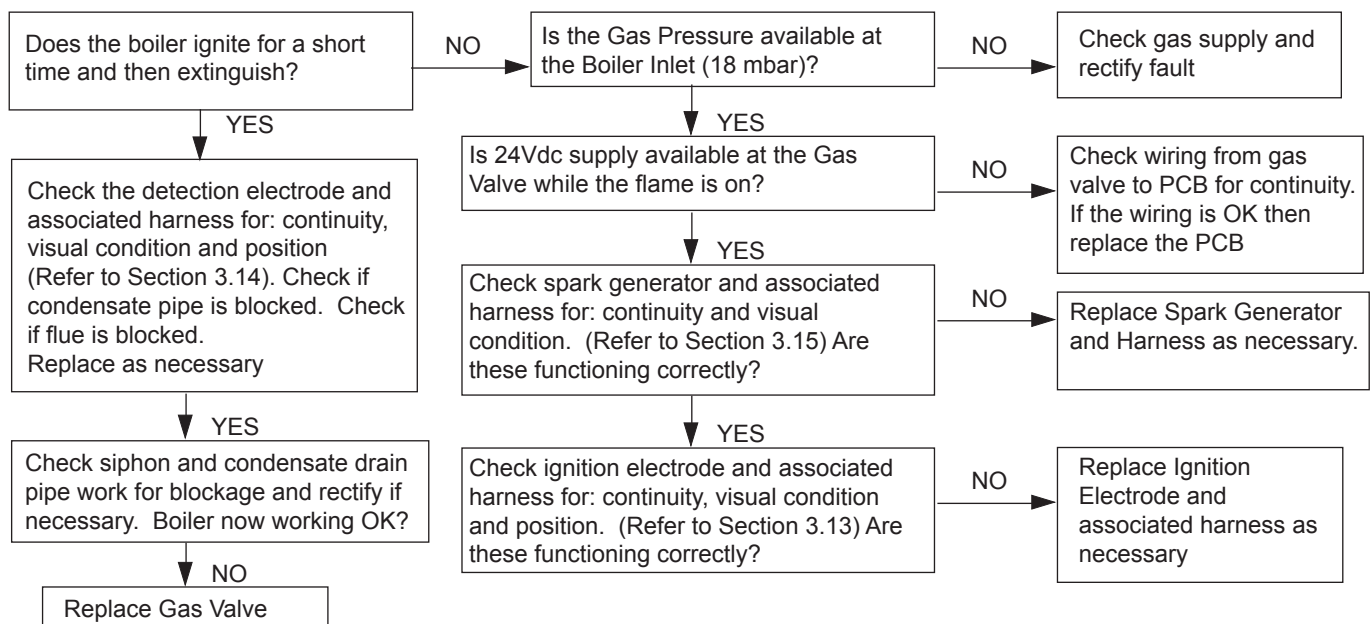 Does the boiler ignite for a short
time and then extinguish?
NO
Is the Gas Pressure available at
the Boiler Inlet (18 mbar)?
NO
Check gas supply and
rectify fault
YES
YES
Check the detection electrode and
associated harness for: continuity,
visual condition and position
(Refer to Section 3.14). Check if
condensate pipe is blocked.  Check
if flue is blocked.
Replace as necessary
Is 24Vdc supply available at the Gas
Valve while the flame is on?
NO
Check wiring from gas
valve to PCB for continuity.
If the wiring is OK then
replace the PCB
YES
Check spark generator and associated
harness for: continuity and visual
condition.  (Refer to Section 3.15) Are
these functioning correctly?
NO
Replace Spark Generator
and Harness as necessary.
YES
YES
Check siphon and condensate drain
pipe work for blockage and rectify if
necessary.  Boiler now working OK?
Check ignition electrode and associated
harness for: continuity, visual condition
and position.  (Refer to Section 3.13) Are
these functioning correctly?
NO
Replace Ignition
Electrode and
associated harness as
necessary
NO
Replace Gas Valve